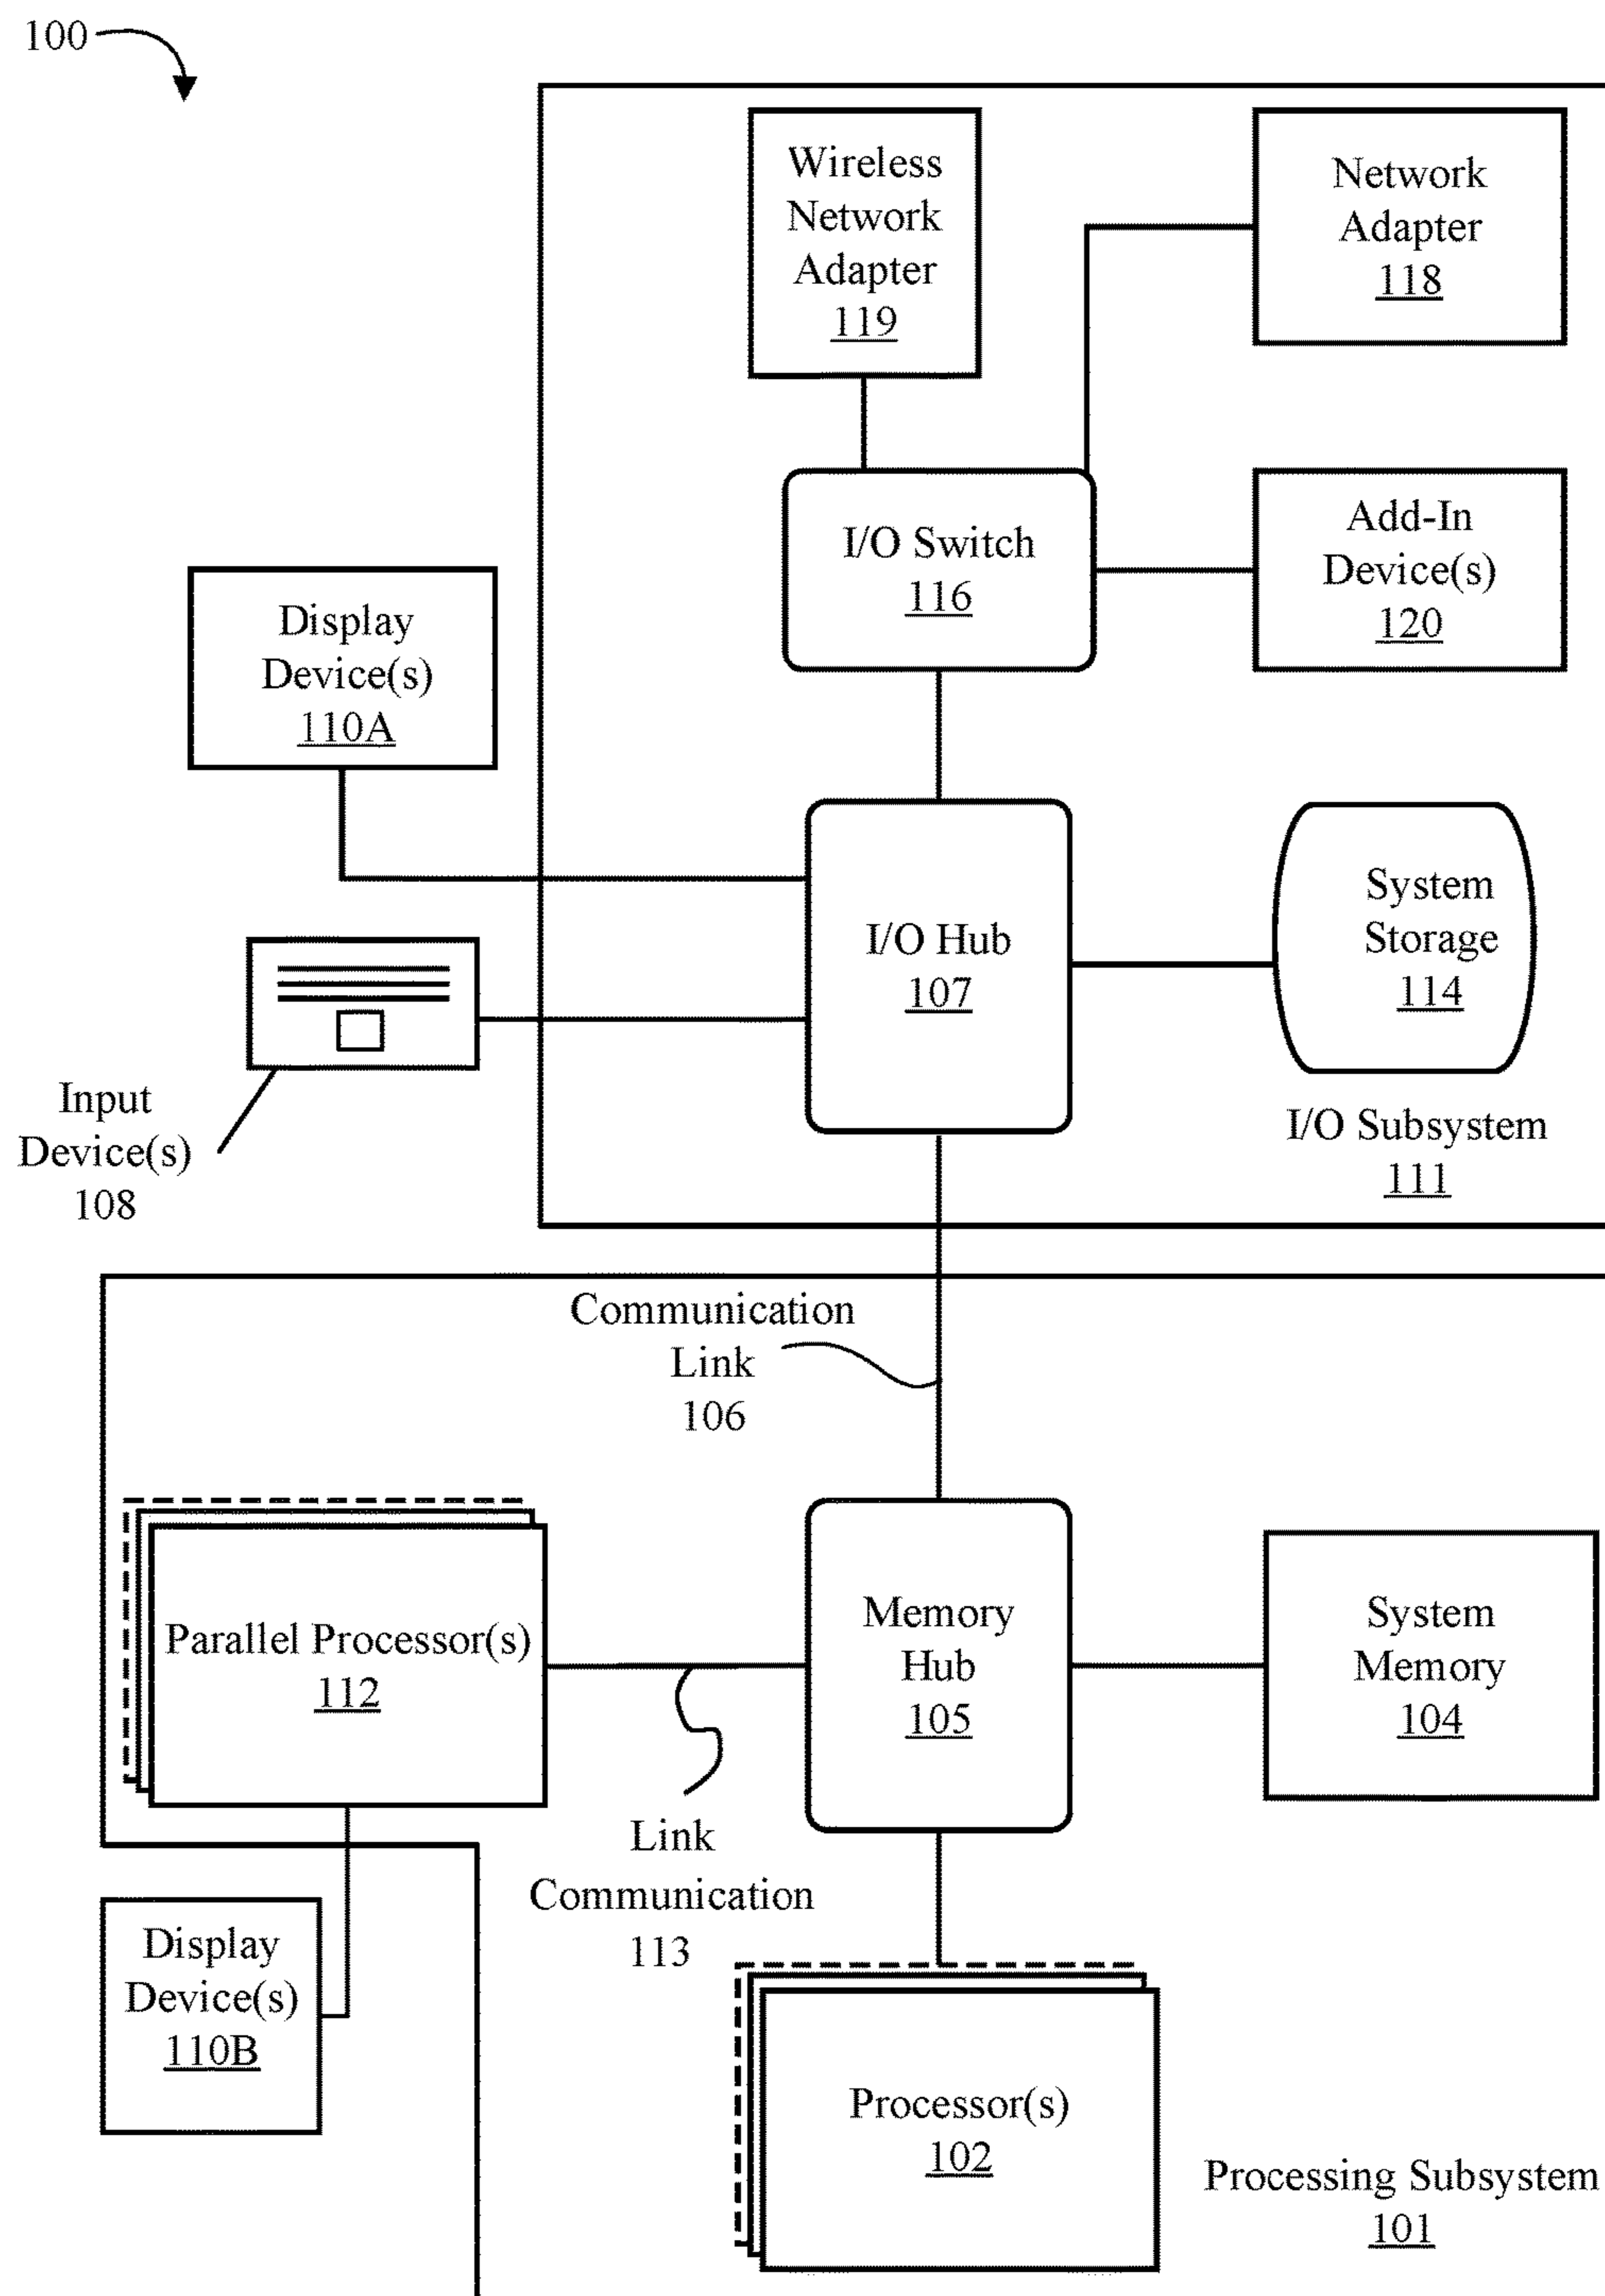 100
Wireless
Network
Adapter
119
Network
Adapter
118
I/O Switch
116
Add-In
Device(s)
120
Display
Device(s)
110A
I/O Hub
107
System
Storage
114
Input
Device(s)
108
I/O Subsystem
111
Communication
Link
106
Parallel Processor(s)
112
Memory
Hub
105
System
Memory
104
Link
Communication
113
Display
Device(s)
110B
Processor(s)
102
Processing Subsystem
101